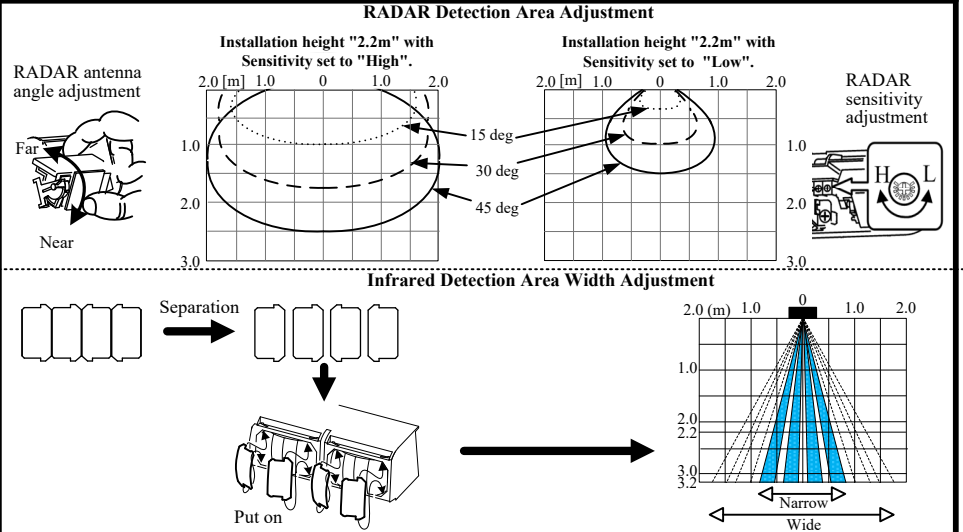 RADAR Detection Area Adjustment
RADAR antenna
angle adjustment
Far
Near
Installation height "2.2m" with
Sensitivity set to "High".
2.0 [m] 1.0 0 1.0 2.0
1.0
2.0
3.0
15 deg
30 deg
45 deg
Installation height "2.2m" with
Sensitivity set to "Low".
2.0 [m] 1.0 0 1.0 2.0
1.0
2.0
3.0
RADAR
sensitivity
adjustment
H L
Infrared Detection Area Width Adjustment
Separation
Put on
2.0 (m) 1.0 0 1.0 2.0
1.0
2.0
2.2
3.0
3.2
Narrow
Wide